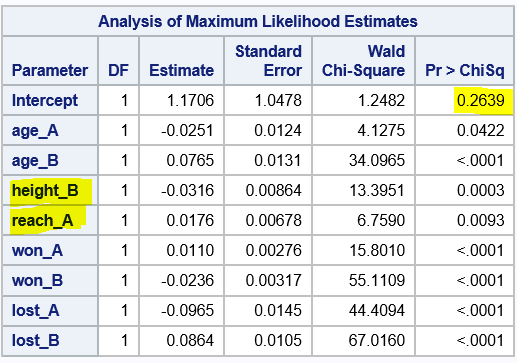 Analysis of Maximum Likelihood Estimates
Parameter DF Estimate Standard Error Wald Chi-Square Pr > ChiSq
Intercept 1 1.1706 1.0478 1.2482 0.2639
age_A 1 -0.0251 0.0124 4.1275 0.0422
age_B 1 0.0765 0.0131 34.0965 <.0001
height_B 1 -0.0316 0.00864 13.3951 0.0003
reach_A 1 0.0176 0.00678 6.7590 0.0093
won_A 1 0.0110 0.00276 15.8010 <.0001
won_B 1 -0.0236 0.00317 55.1109 <.0001
lost_A 1 -0.0965 0.0145 44.4094 <.0001
lost_B 1 0.0864 0.0105 67.0160 <.0001